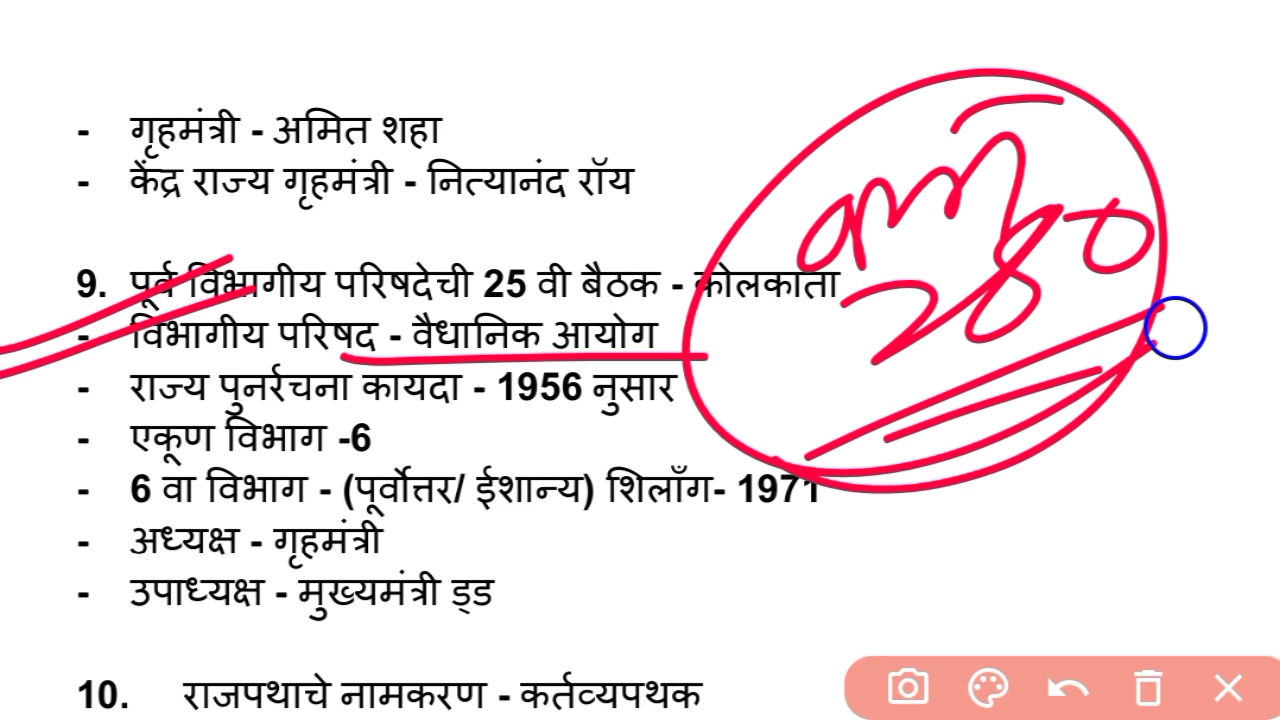 - गृहमंत्री - अमित शहा
- केंद्र राज्य गृहमंत्री - नित्यानंद रॉय
9. पूर्व विभागीय परिषदेची 25 वी बैठक - कोलकाता
- विभागीय परिषद - वैधानिक आयोग
- राज्य पुनर्रचना कायदा - 1956 नुसार
- एकूण विभाग -6
- 6 वा विभाग - (पूर्वोत्तर/ ईशान्य) शिलाँग- 1971
- अध्यक्ष - गृहमंत्री
- उपाध्यक्ष - मुख्यमंत्री ड्ड
10. राजपथाचे नामकरण - कर्तव्यपथक